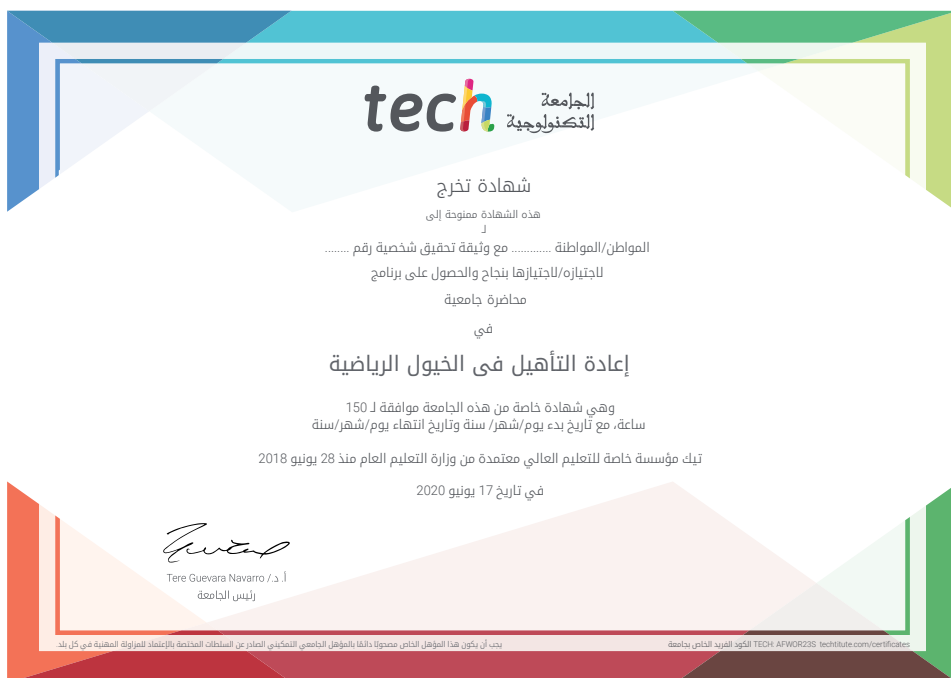 tech الجامعة
التكنولوجية
شهادة تخرج
هذه الشهادة ممنوحة إلى
لـ
المواطن/المواطنة ............ مع وثيقة تحقيق شخصية رقم ........
لاجتيازه/لاجتيازها بنجاح والحصول على برنامج
محاضرة جامعية
في
إعادة التأهيل فى الخيول الرياضية
وهي شهادة خاصة من هذه الجامعة موافقة لـ 150
ساعة، مع تاريخ بدء يوم/شهر/ سنة وتاريخ انتهاء يوم/شهر/سنة
تيك مؤسسة خاصة للتعليم العالي معتمدة من وزارة التعليم العام منذ 28 يونيو 2018
في تاريخ 17 يونيو 2020
أ. د./ Tere Guevara Navarro
رئيس الجامعة
الكود الفريد الخاص بجامعة TECH: AFWOR23S techtitute.com/certificates
يجب أن يكون هذا المؤهل الخاص مصحوبًا دائمًا بالمؤهل الجامعي التمكيني الصادر عن السلطات المختصة بالإعتماد للمزاولة المهنية في كل بلد.